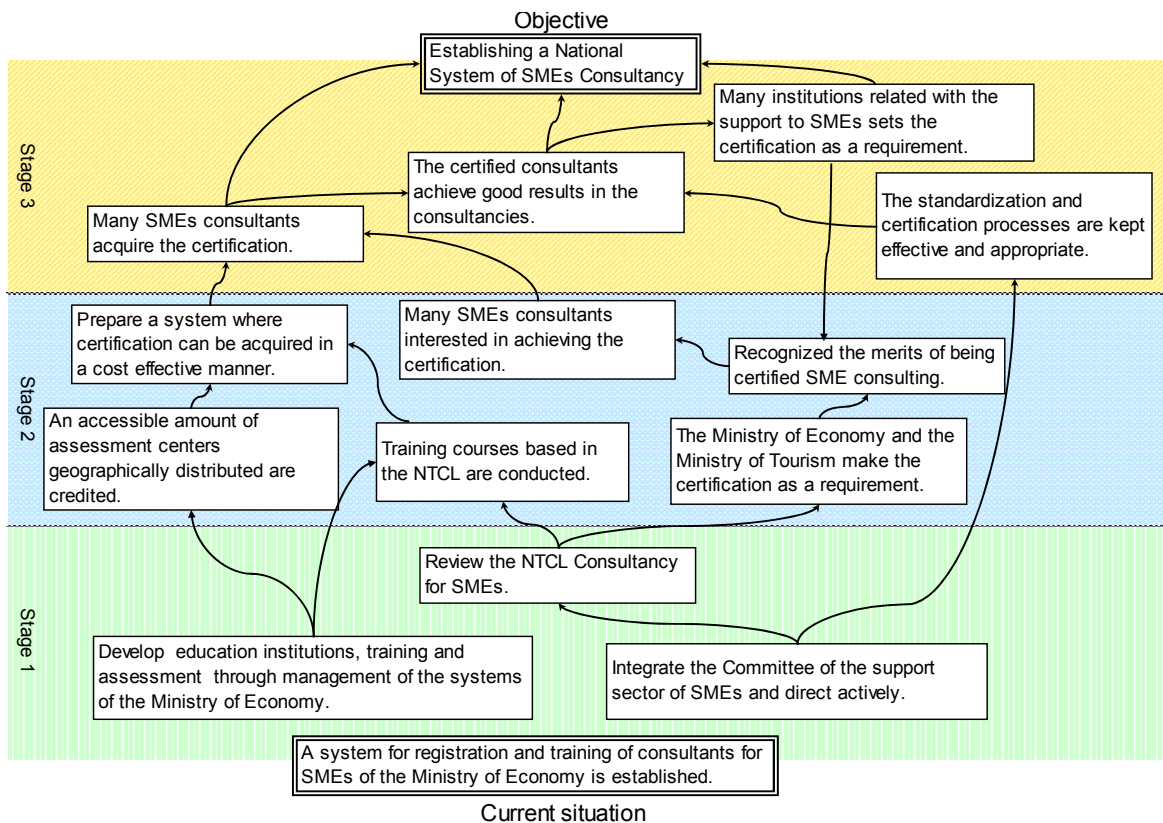 Objective
Establishing a National
System of SMEs Consultancy
Many institutions related with the
support to SMEs sets the
certification as a requirement.
The certified consultants
achieve good results in the
consultancies.
The standardization and
certification processes are kept
effective and appropriate.
Many SMEs consultants
acquire the certification.
Stage 3
Prepare a system where
certification can be acquired in
a cost effective manner.
Many SMEs consultants
interested in achieving the
certification.
Recognized the merits of being
certified SME consulting.
An accessible amount of
assessment centers
geographically distributed are
credited.
Training courses based in
the NTCL are conducted.
The Ministry of Economy and the
Ministry of Tourism make the
certification as a requirement.
Stage 2
Review the NTCL Consultancy
for SMEs.
Develop education institutions, training and
assessment through management of the systems
of the Ministry of Economy.
Integrate the Committee of the support
sector of SMEs and direct actively.
Stage 1
A system for registration and training of consultants for
SMEs of the Ministry of Economy is established.
Current situation